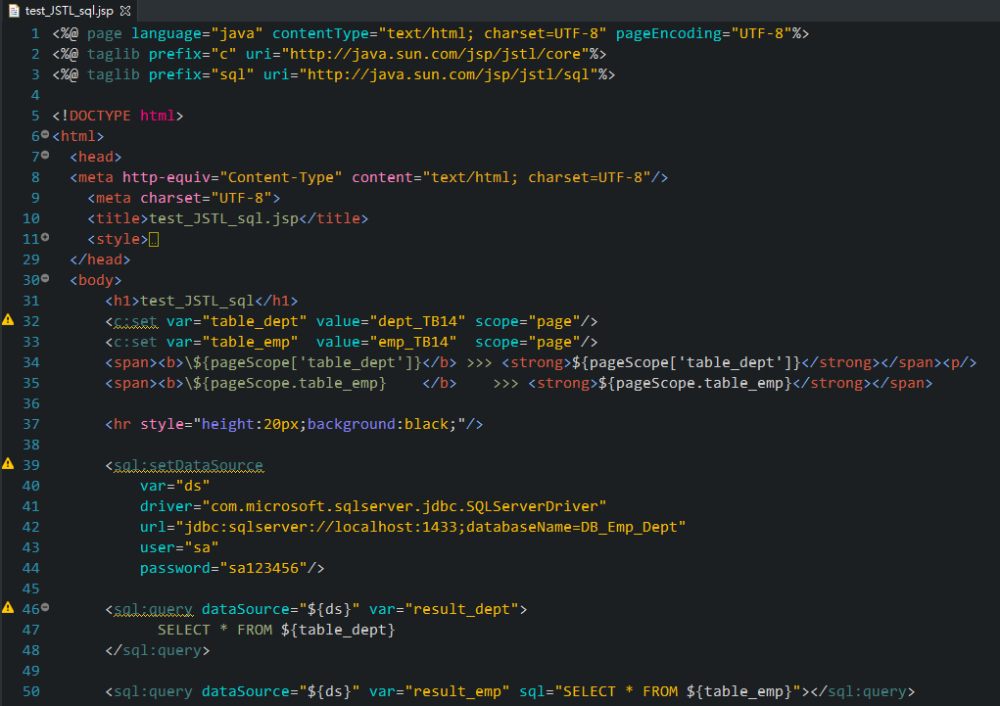 test_JSTL_sql.jsp
1 <%@ page language="java" contentType="text/html; charset=UTF-8" pageEncoding="UTF-8"%>
2 <%@ taglib prefix="c" uri="http://java.sun.com/jsp/jstl/core"%>
3 <%@ taglib prefix="sql" uri="http://java.sun.com/jsp/jstl/sql"%>
4
5 <!DOCTYPE html>
6 <html>
7 <head>
8 <meta http-equiv="Content-Type" content="text/html; charset=UTF-8"/>
9 <meta charset="UTF-8">
10 <title>test_JSTL_sql.jsp</title>
11 <style>..
29 </head>
30 <body>
31 <h1>test_JSTL_sql</h1>
32 <c:set var="table_dept" value="dept_TB14" scope="page"/>
33 <c:set var="table_emp"  value="emp_TB14"  scope="page"/>
34 <span><b>\${pageScope['table_dept']}</b> >>> <strong>${pageScope['table_dept']}</strong></span><p/>
35 <span><b>\${pageScope.table_emp}    </b>    >>> <strong>${pageScope.table_emp}</strong></span>
36
37 <hr style="height:20px;background:black;"/>
38
39 <sql:setDataSource
40 var="ds"
41 driver="com.microsoft.sqlserver.jdbc.SQLServerDriver"
42 url="jdbc:sqlserver://localhost:1433;databaseName=DB_Emp_Dept"
43 user="sa"
44 password="sa123456"/>
45
46 <sql:query dataSource="${ds}" var="result_dept">
47 SELECT * FROM ${table_dept}
48 </sql:query>
49
50 <sql:query dataSource="${ds}" var="result_emp" sql="SELECT * FROM ${table_emp}"></sql:query>